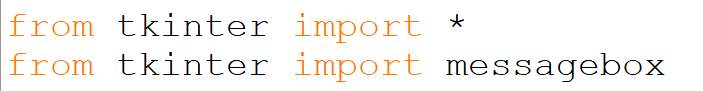 from tkinter import *
from tkinter import messagebox